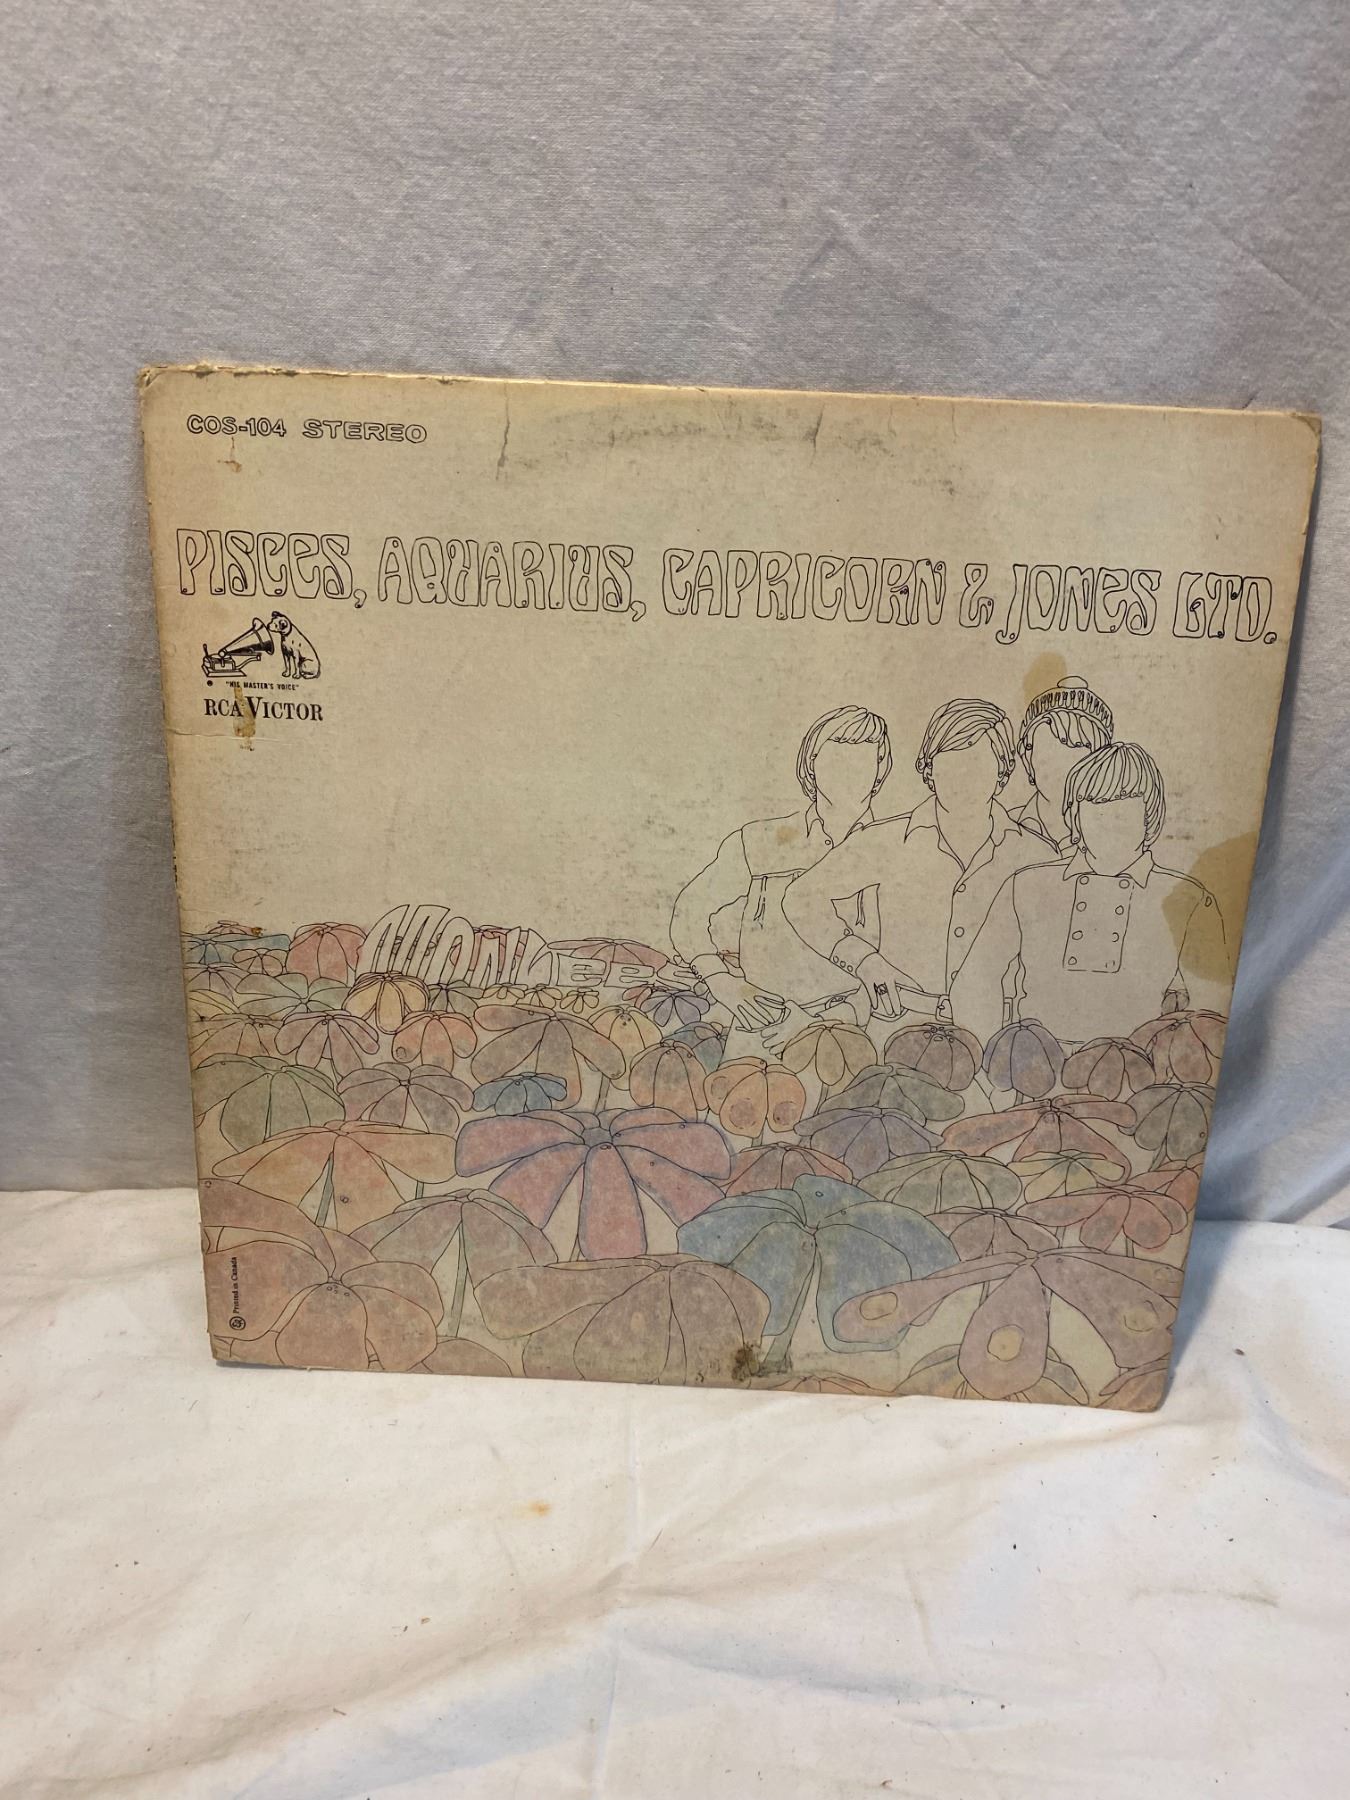 COS-104 STEREO
PISCES, AQUARIUS, CAPRICORN & JONES LTD.
"HIS MASTER'S VOICE"
RCA VICTOR
MONKEES
Printed in Canada